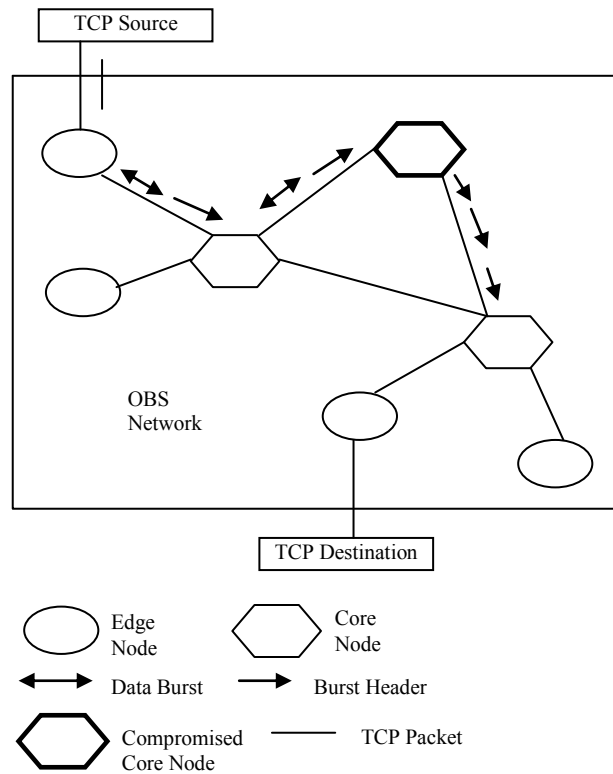 TCP Source
OBS
Network
TCP Destination
Edge
Node
Core
Node
Data Burst
Burst Header
Compromised
Core Node
TCP Packet